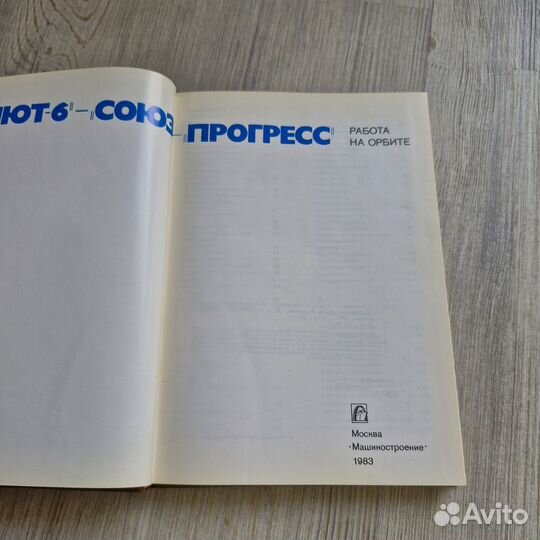 ЮТ-6"–„СОЮЗ–„ПРОГРЕСС"
РАБОТА
НА ОРБИТЕ
Москва
·Машиностроение·
1983
Avito